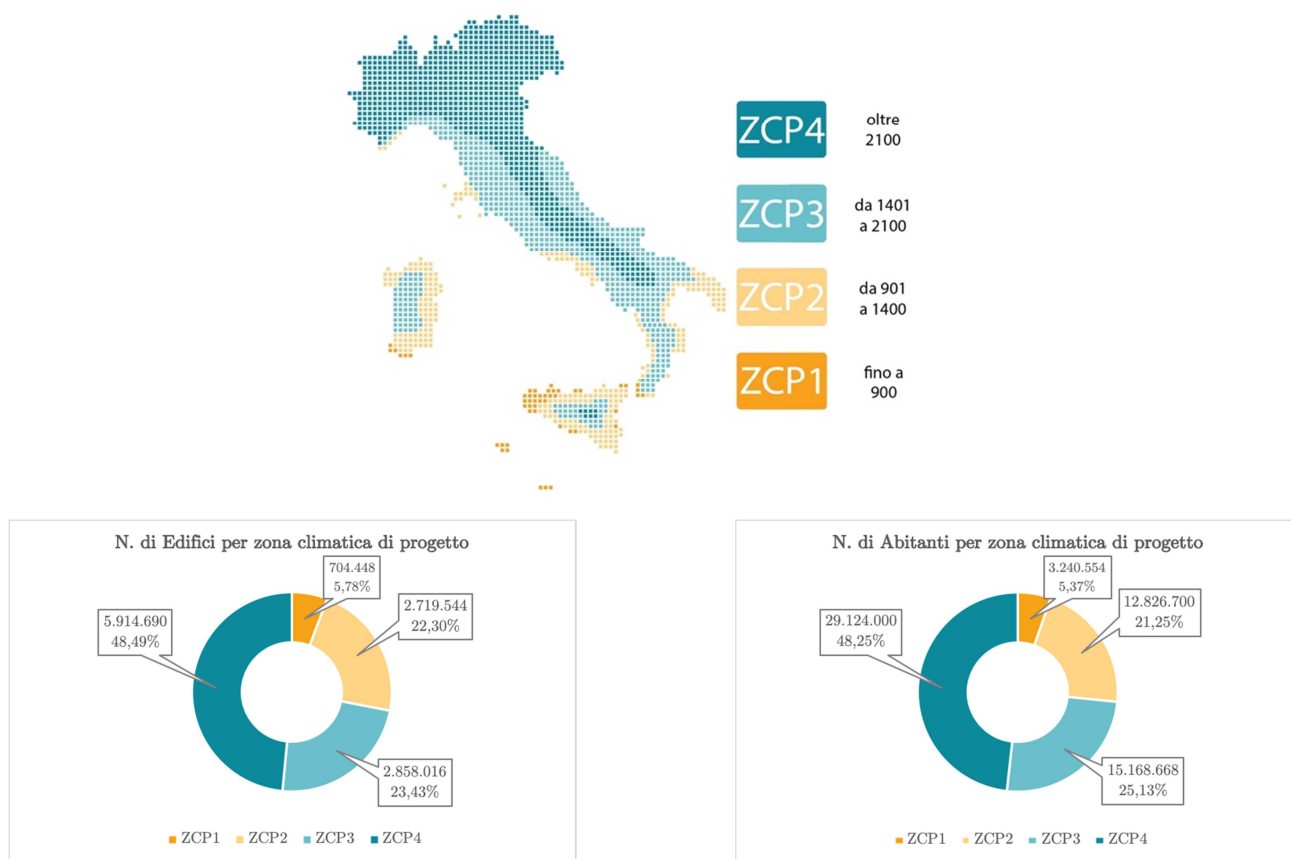 ZCP4
oltre
2100
ZCP3
da 1401
a 2100
ZCP2
da 901
a 1400
ZCP1
fino a
900
N. di Edifici per zona climatica di progetto
704.448
5,78%
2.719.544
22,30%
5.914.690
48,49%
2.858.016
23,43%
ZCP1 ZCP2 ZCP3 ZCP4
N. di Abitanti per zona climatica di progetto
3.240.554
5,37%
12.826.700
21,25%
29.124.000
48,25%
15.168.668
25,13%
ZCP1 ZCP2 ZCP3 ZCP4